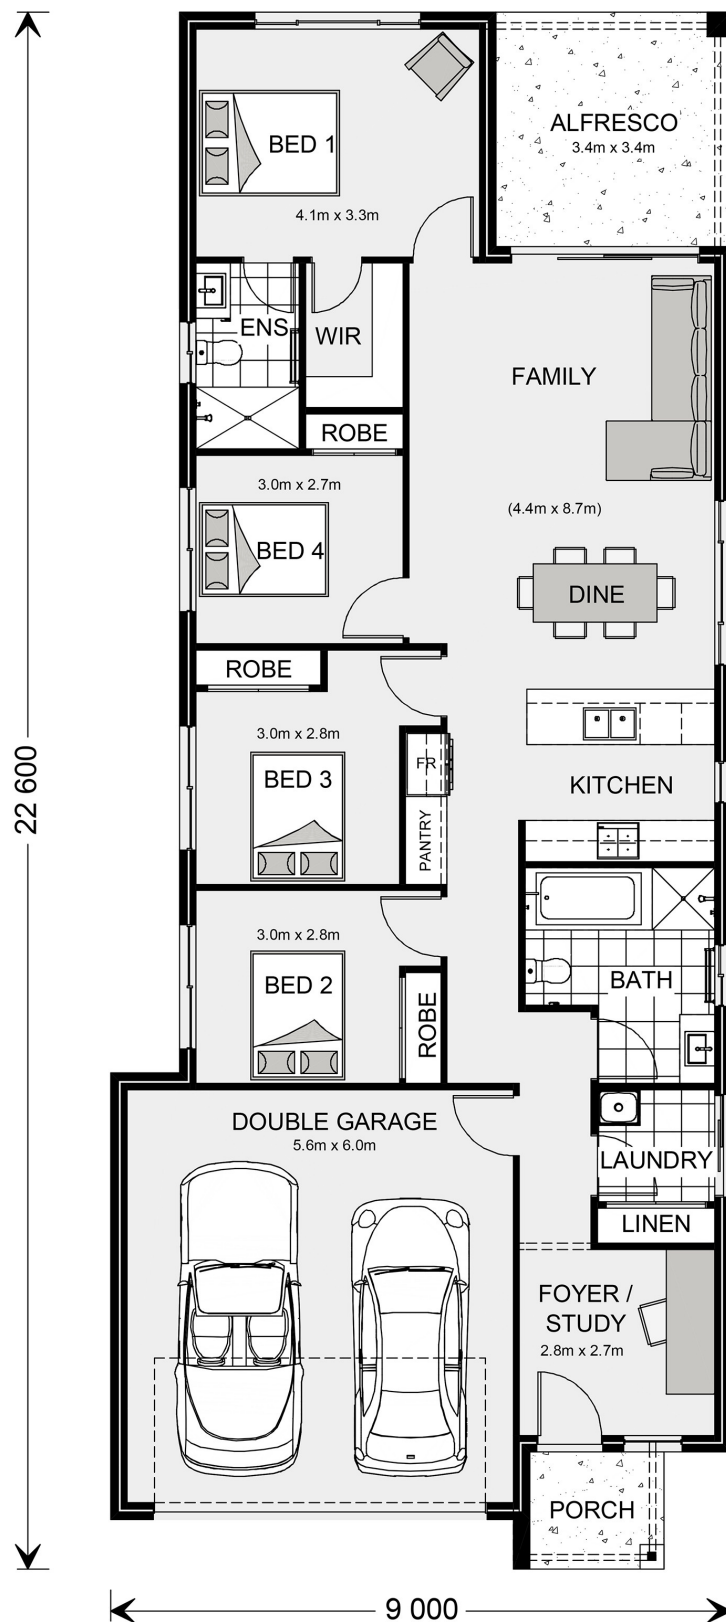 BED 1
4.1m x 3.3m
ALFRESCO
3.4m x 3.4m
ENS
WIR
ROBE
FAMILY
(4.4m x 8.7m)
3.0m x 2.7m
BED 4
DINE
ROBE
3.0m x 2.8m
BED 3
FR
PANTRY
KITCHEN
22 600
3.0m x 2.8m
BED 2
ROBE
BATH
DOUBLE GARAGE
5.6m x 6.0m
LAUNDRY
LINEN
FOYER /
STUDY
2.8m x 2.7m
PORCH
9 000